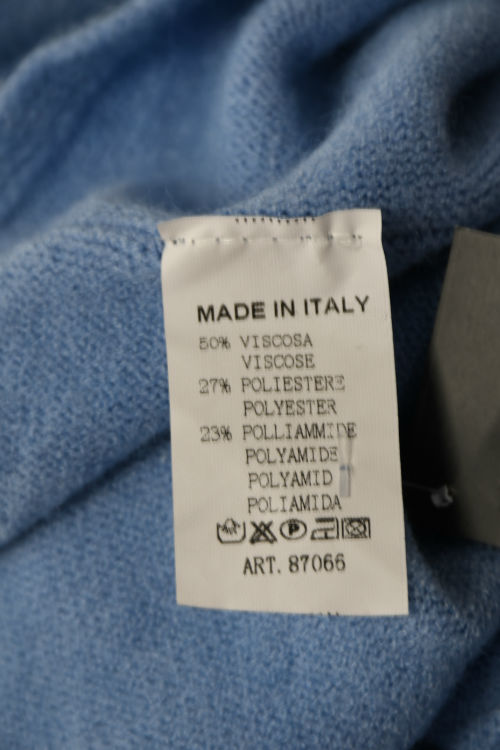 MADE IN ITALY
50% VISCOSA
VISCOSE
27% POLIESTERE
POLYESTER
23% POLLIAMMIDE
POLYAMIDE
POLYAMID
POLIAMIDA
P
ART. 87066